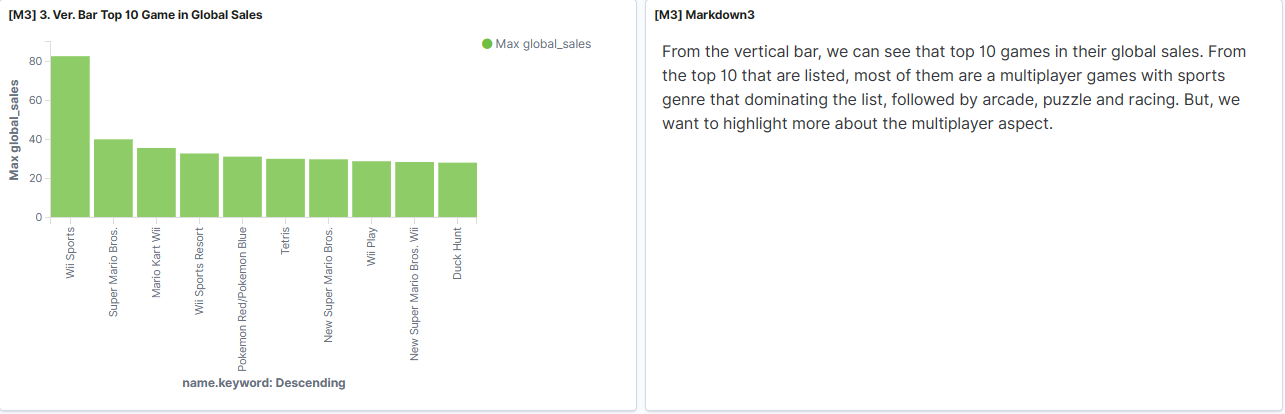 [M3] 3. Ver. Bar Top 10 Game in Global Sales
Max global_sales
Max global_sales
80
60
40
20
0
Wii Sports
Super Mario Bros.
Mario Kart Wii
Wii Sports Resort
Pokemon Red/Pokemon Blue
Tetris
New Super Mario Bros.
Wii Play
New Super Mario Bros. Wii
Duck Hunt
name.keyword: Descending
[M3] Markdown3
From the vertical bar, we can see that top 10 games in their global sales. From
the top 10 that are listed, most of them are a multiplayer games with sports
genre that dominating the list, followed by arcade, puzzle and racing. But, we
want to highlight more about the multiplayer aspect.